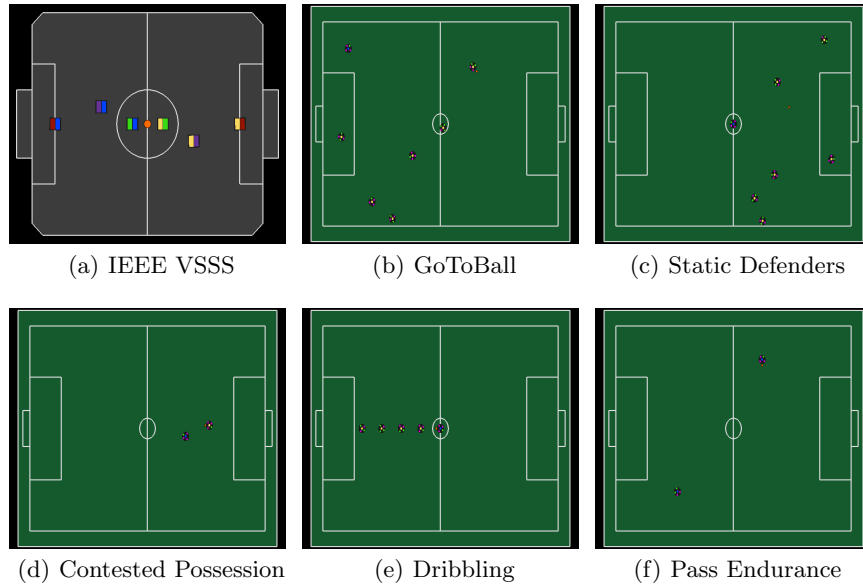 (a) IEEE VSSS
(b) GoToBall
(c) Static Defenders
(d) Contested Possession
(e) Dribbling
(f) Pass Endurance